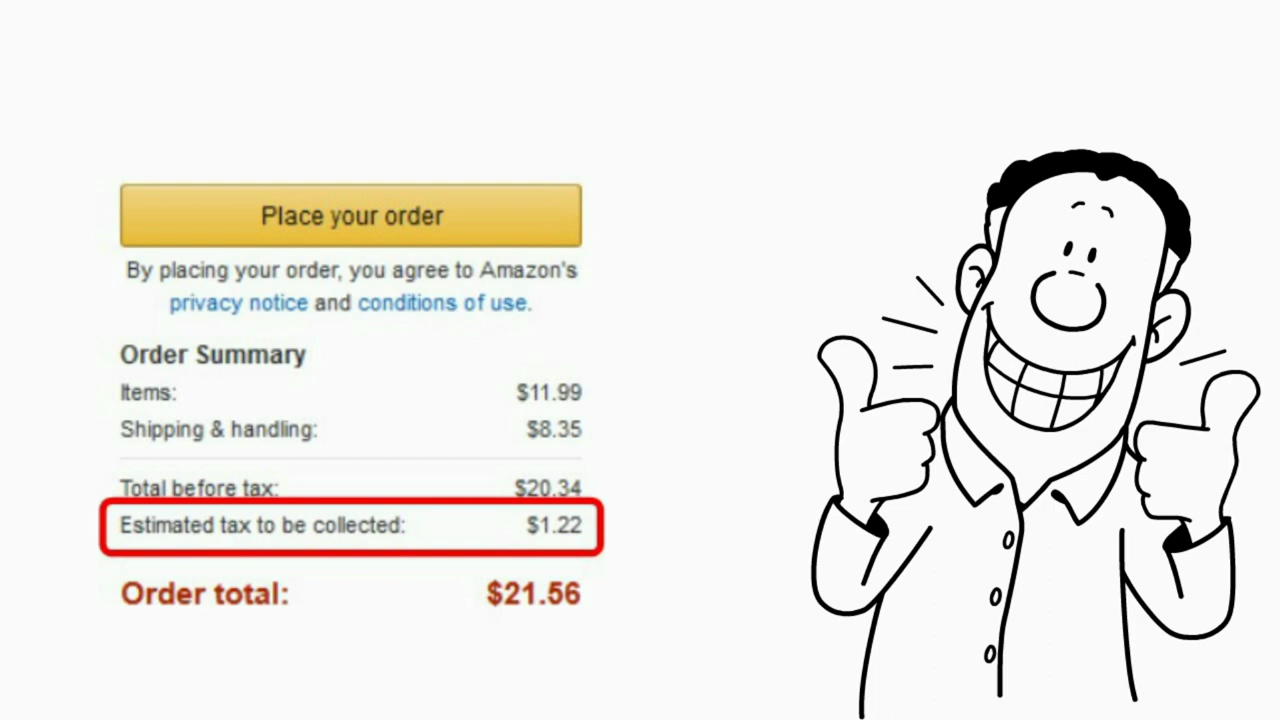 Place your order
By placing your order, you agree to Amazon's
privacy notice and conditions of use.
Order Summary
Items: $11.99
Shipping & handling: $8.35
Total before tax: $20.34
Estimated tax to be collected: $1.22
Order total: $21.56